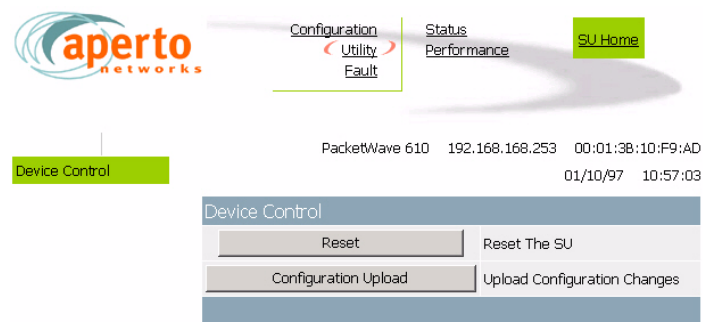 aperto
networks
Configuration
Utility
Fault
Status
Performance
SU Home
PacketWave 610 192.168.168.253 00:01:3B:10:F9:AD
01/10/97 10:57:03
Device Control
Device Control
Reset Reset The SU
Configuration Upload Upload Configuration Changes